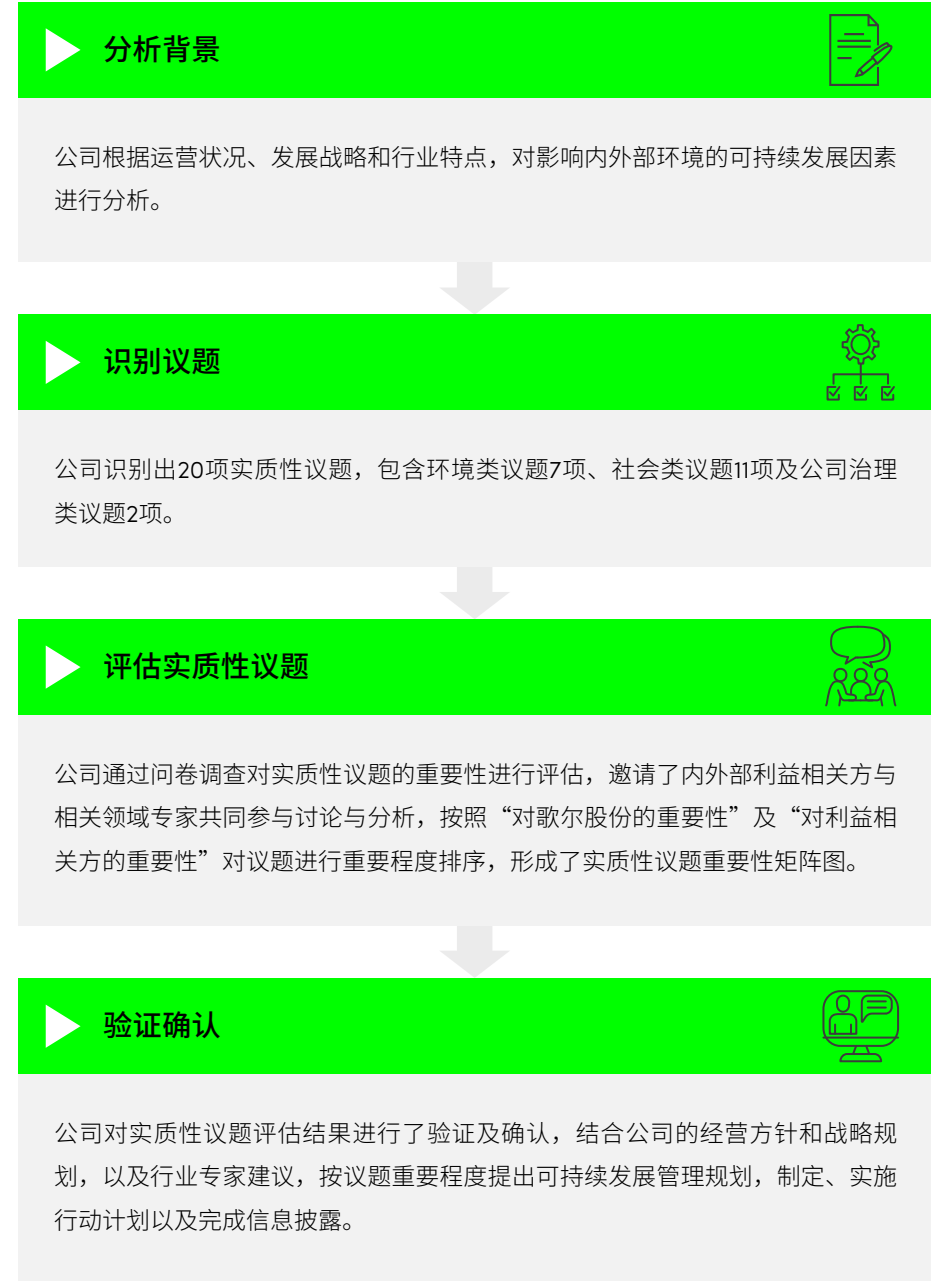 分析背景
公司根据运营状况、发展战略和行业特点，对影响内外部环境的可持续发展因素
进行分析。
识别议题
公司识别出20项实质性议题，包含环境类议题7项、社会类议题11项及公司治理
类议题2项。
评估实质性议题
公司通过问卷调查对实质性议题的重要性进行评估，邀请了内外部利益相关方与
相关领域专家共同参与讨论与分析，按照“对歌尔股份的重要性”及“对利益相
关方的重要性”对议题进行重要程度排序，形成了实质性议题重要性矩阵图。
验证确认
公司对实质性议题评估结果进行了验证及确认，结合公司的经营方针和战略规
划，以及行业专家建议，按议题重要程度提出可持续发展管理规划，制定、实施
行动计划以及完成信息披露。